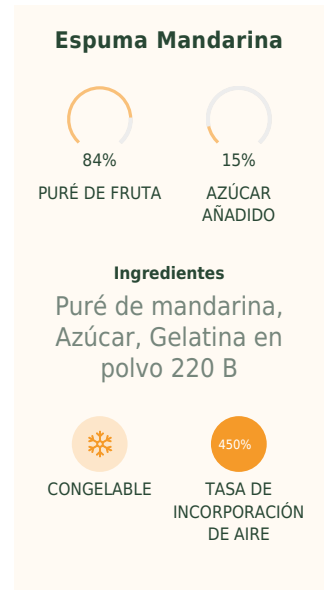 Espuma Mandarina
84%
15%
PURÉ DE FRUTA
AZÚCAR
AÑADIDO
Ingredientes
Puré de mandarina,
Azúcar, Gelatina en
polvo 220 B
450%
CONGELABLE
TASA DE
INCORPORACIÓN
DE AIRE